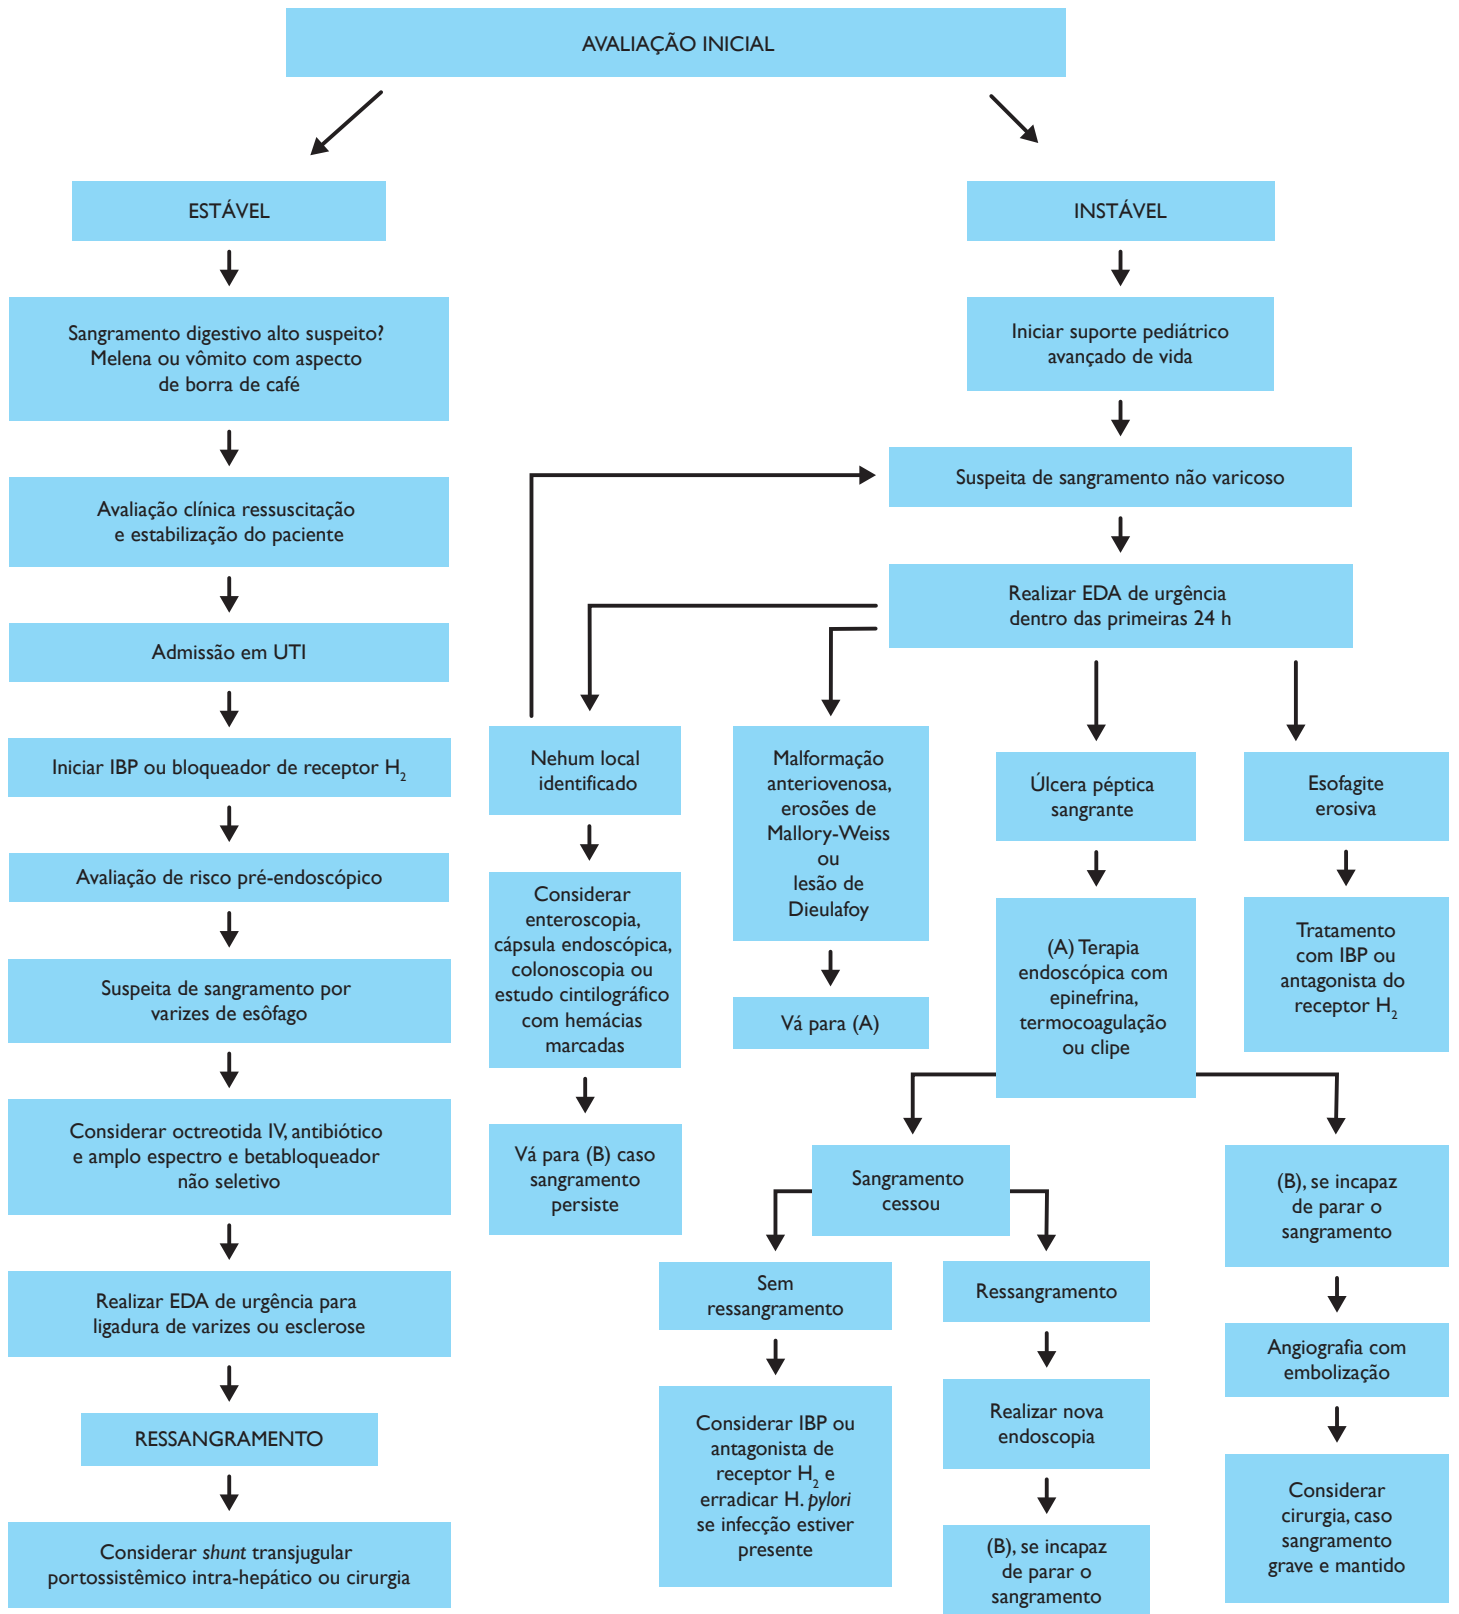 AVALIAÇÃO INICIAL
ESTÁVEL
Sangramento digestivo alto suspeito?
Melena ou vômito com aspecto
de borra de café
Avaliação clínica ressuscitação
e estabilização do paciente
Admissão em UTI
Iniciar IBP ou bloqueador de receptor H2
Avaliação de risco pré-endoscópico
Suspeita de sangramento por
varizes de esôfago
Considerar octreotida IV, antibiótico
e amplo espectro e betabloqueador
não seletivo
Realizar EDA de urgência para
ligadura de varizes ou esclerose
RESSANGRAMENTO
Considerar shunt transjugular
portossistêmico intra-hepático ou cirurgia
INSTÁVEL
Iniciar suporte pediátrico
avançado de vida
Suspeita de sangramento não varicoso
Realizar EDA de urgência
dentro das primeiras 24 h
Nehum local
identificado
Considerar
enteroscopia,
cápsula endoscópica,
colonoscopia ou
estudo cintilográfico
com hemácias
marcadas
Vá para (B) caso
sangramento
persiste
Malformação
anteriovenosa,
erosões de
Mallory-Weiss
ou
lesão de
Dieulafoy
Vá para (A)
Úlcera péptica
sangrante
(A) Terapia
endoscópica com
epinefrina,
termocoagulação
ou clipe
Esofagite
erosiva
Tratamento
com IBP ou
antagonista do
receptor H2
Sangramento
cessou
Sem
ressangramento
Considerar IBP ou
antagonista de
receptor H2 e
erradicar H. pylori
se infecção estiver
presente
Ressangramento
Realizar nova
endoscopia
(B), se incapaz
de parar o
sangramento
(B), se incapaz
de parar o
sangramento
Angiografia com
embolização
Considerar
cirurgia, caso
sangramento
grave e mantido